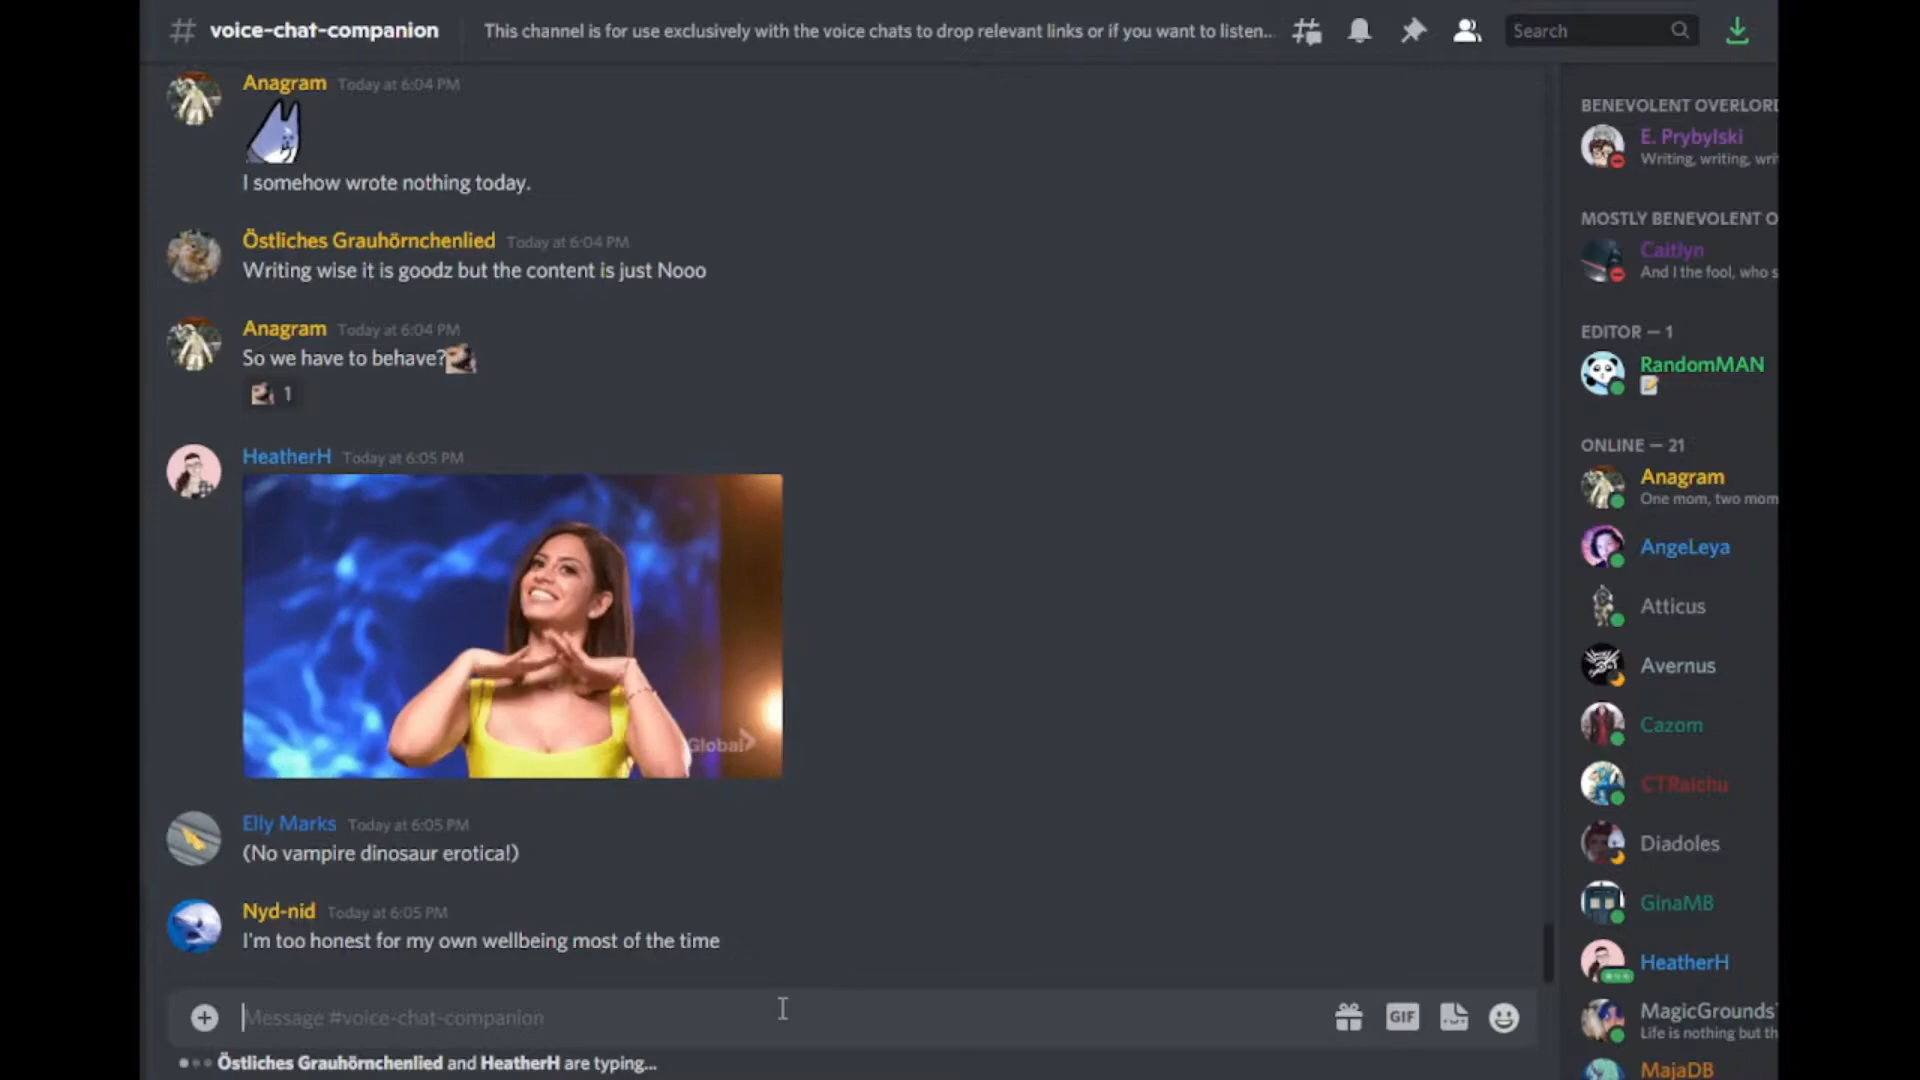 voice-chat-companion
This channel is for use exclusively with the voice chats to drop relevant links or if you want to listen...
Search
Anagram Today at 6:04 PM
I somehow wrote nothing today.
Östliches Grauhörnchenlied Today at 6:04 PM
Writing wise it is goodz but the content is just Nooo
Anagram Today at 6:04 PM
So we have to behave?
1
HeatherH Today at 6:05 PM
Global
Elly Marks Today at 6:05 PM
(No vampire dinosaur erotica!)
Nyd-nid Today at 6:05 PM
I'm too honest for my own wellbeing most of the time
Message #voice-chat-companion
GIF
Östliches Grauhörnchenlied and HeatherH are typing...
BENEVOLENT OVERLORD
E. Prybylski
Writing, writing, wri
MOSTLY BENEVOLENT O
Caitlyn
And I the fool, who s
EDITOR — 1
RandomMAN
ONLINE — 21
Anagram
One mom, two mom
AngeLeya
Atticus
Avernus
Cazom
CTRaichu
Diadoles
GinaMB
HeatherH
MagicGrounds
Life is nothing but th
MajaDB